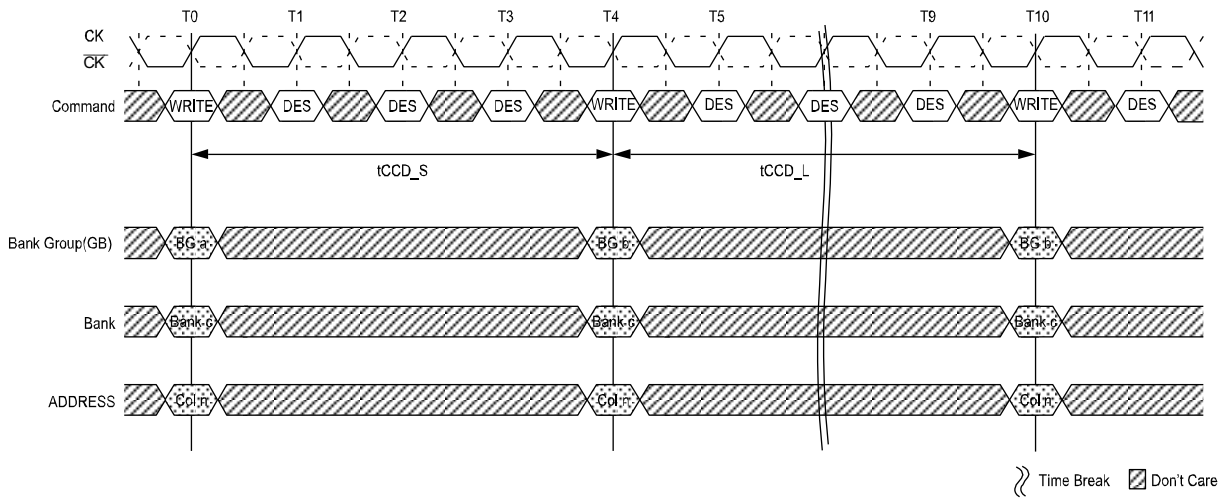 T0 T1 T2 T3 T4 T5 T9 T10 T11
CK
CK
Command WRITE DES DES DES WRITE DES DES DES WRITE DES
tCCD_S tCCD_L
Bank Group(GB) BG a BG b BG b
Bank Bank c Bank c Bank c
ADDRESS Col n Col n Col n
Time Break Don't Care